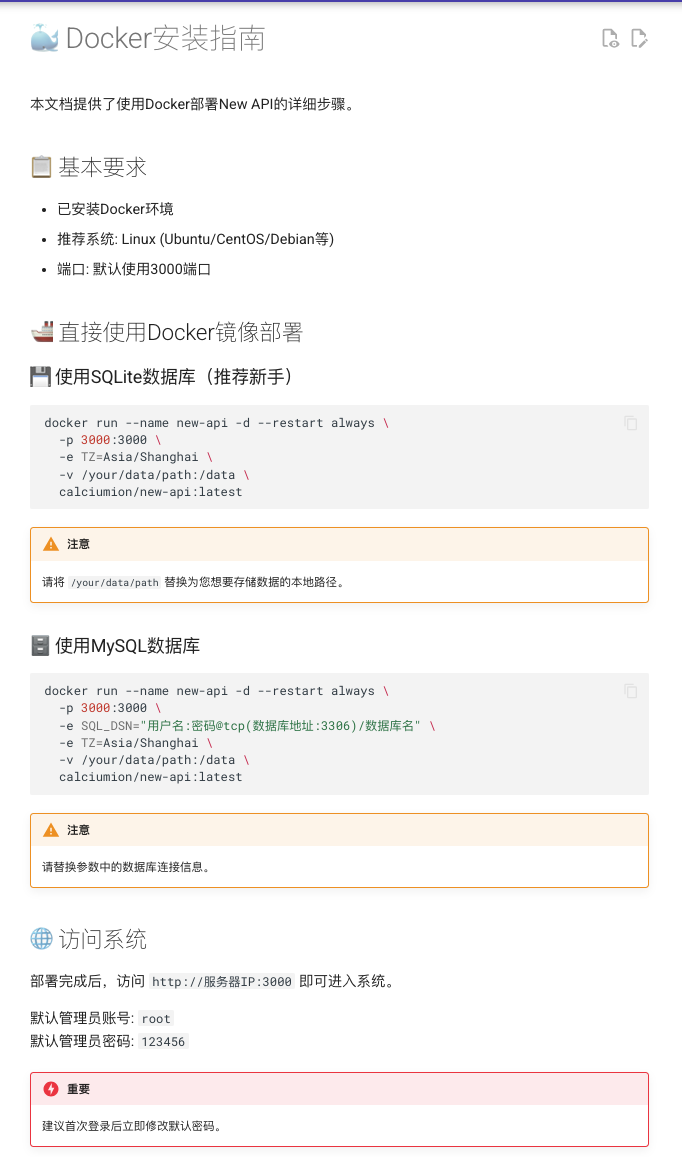 Docker安装指南
本文档提供了使用Docker部署New API的详细步骤。
基本要求
已安装Docker环境
推荐系统: Linux (Ubuntu/CentOS/Debian等)
端口: 默认使用3000端口
直接使用Docker镜像部署
使用SQLite数据库（推荐新手）
docker run --name new-api -d --restart always \
-p 3000:3000 \
-e TZ=Asia/Shanghai \
-v /your/data/path:/data \
calciumion/new-api:latest
注意
请将 /your/data/path 替换为您想要存储数据的本地路径。
使用MySQL数据库
docker run --name new-api -d --restart always \
-p 3000:3000 \
-e SQL_DSN="用户名:密码@tcp(数据库地址:3306)/数据库名" \
-e TZ=Asia/Shanghai \
-v /your/data/path:/data \
calciumion/new-api:latest
注意
请替换参数中的数据库连接信息。
访问系统
部署完成后，访问 http://服务器IP:3000 即可进入系统。
默认管理员账号: root
默认管理员密码: 123456
重要
建议首次登录后立即修改默认密码。